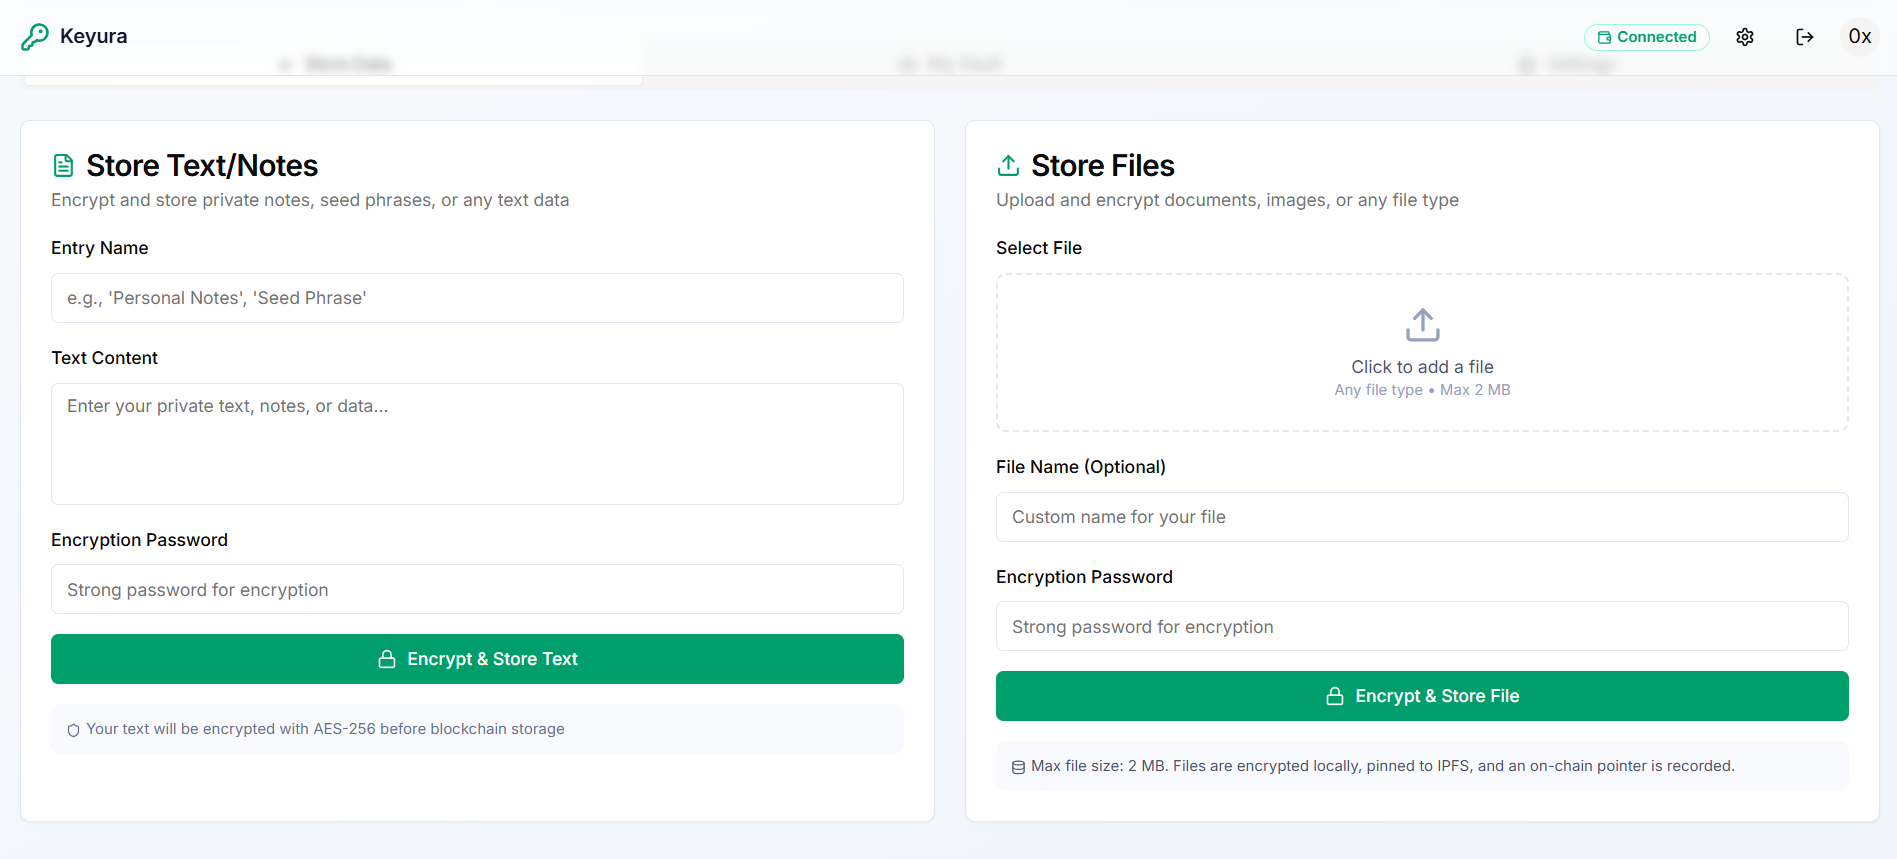 Keyura
Connected
0x
Store Data
My Vault
Settings
Store Text/Notes
Encrypt and store private notes, seed phrases, or any text data
Entry Name
e.g., 'Personal Notes', 'Seed Phrase'
Text Content
Enter your private text, notes, or data...
Encryption Password
Strong password for encryption
Encrypt & Store Text
Your text will be encrypted with AES-256 before blockchain storage
Store Files
Upload and encrypt documents, images, or any file type
Select File
Click to add a file
Any file type • Max 2 MB
File Name (Optional)
Custom name for your file
Encryption Password
Strong password for encryption
Encrypt & Store File
Max file size: 2 MB. Files are encrypted locally, pinned to IPFS, and an on-chain pointer is recorded.